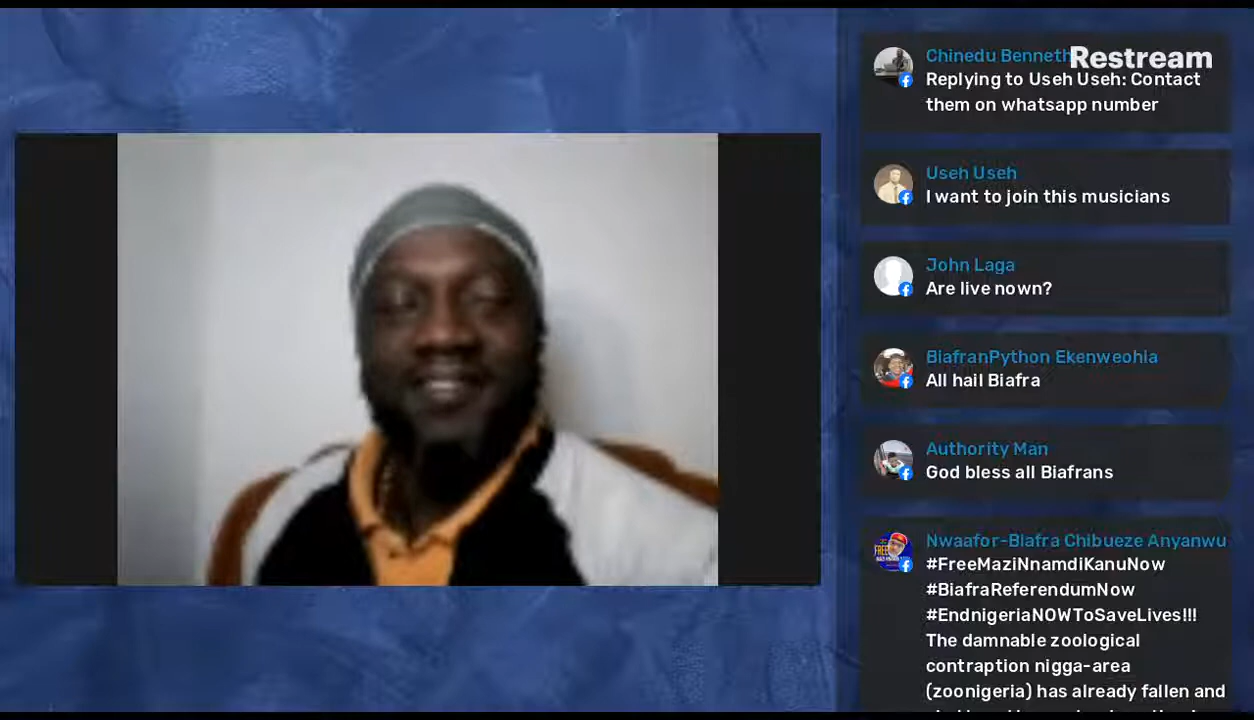 Chinedu Benneth
Restream
Replying to Useh Useh: Contact
them on whatsapp number
Useh Useh
I want to join this musicians
John Laga
Are live nown?
BiafranPython Ekenweohia
All hail Biafra
Authority Man
God bless all Biafrans
Nwaafor-Biafra Chibueze Anyanwu
#FreeMaziNnamdiKanuNow
#BiafraReferendumNow
#EndnigeriaNOWToSaveLives!!!
The damnable zoological
contraption nigga-area
(zoonigeria) has already fallen and